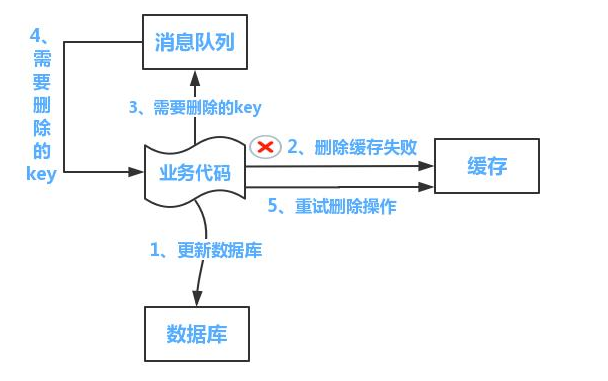 消息队列
4、需要删除的key
3、需要删除的key
2、删除缓存失败
业务代码
缓存
5、重试删除操作
1、更新数据库
数据库